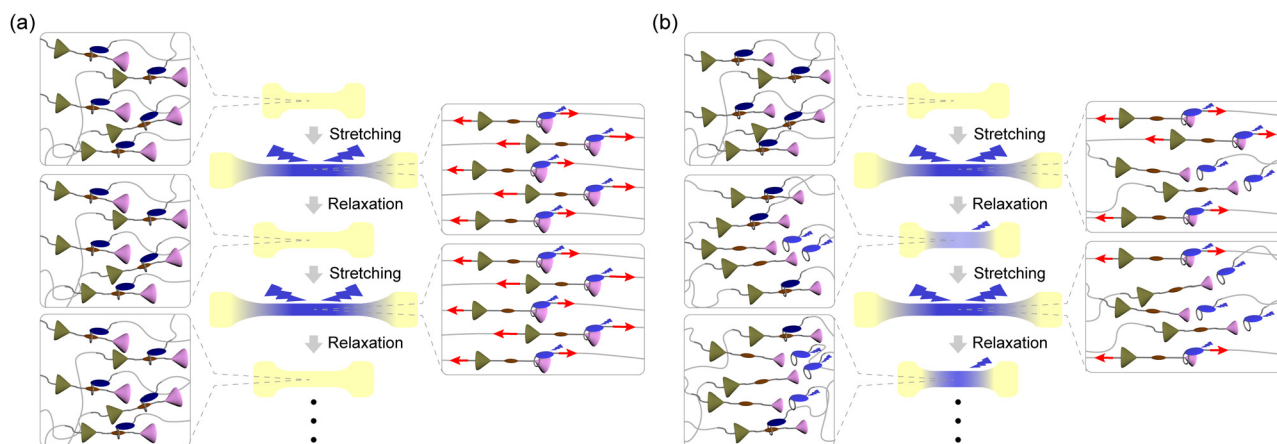 (a)
Stretching
Relaxation
Stretching
Relaxation
(b)
Stretching
Relaxation
Stretching
Relaxation